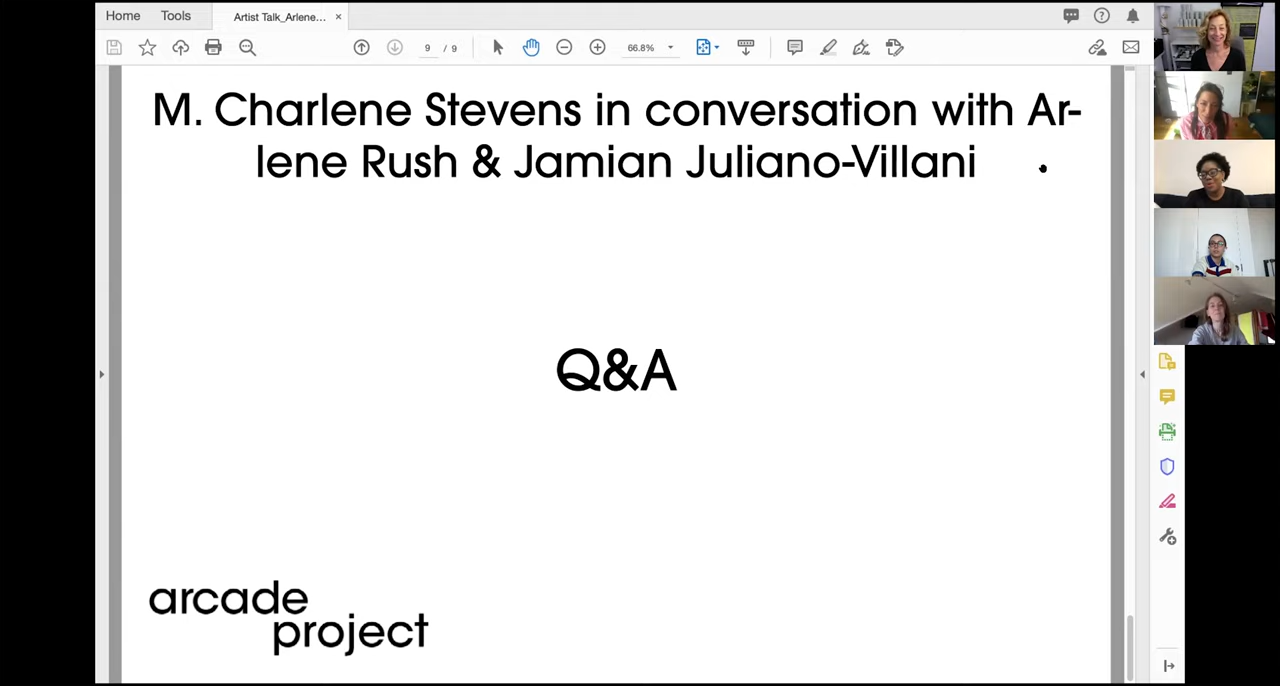 Home Tools Artist Talk_Arlene... ×
9 / 9 66.8%
M. Charlene Stevens in conversation with Ar-
lene Rush & Jamian Juliano-Villani
Q&A
arcade
project